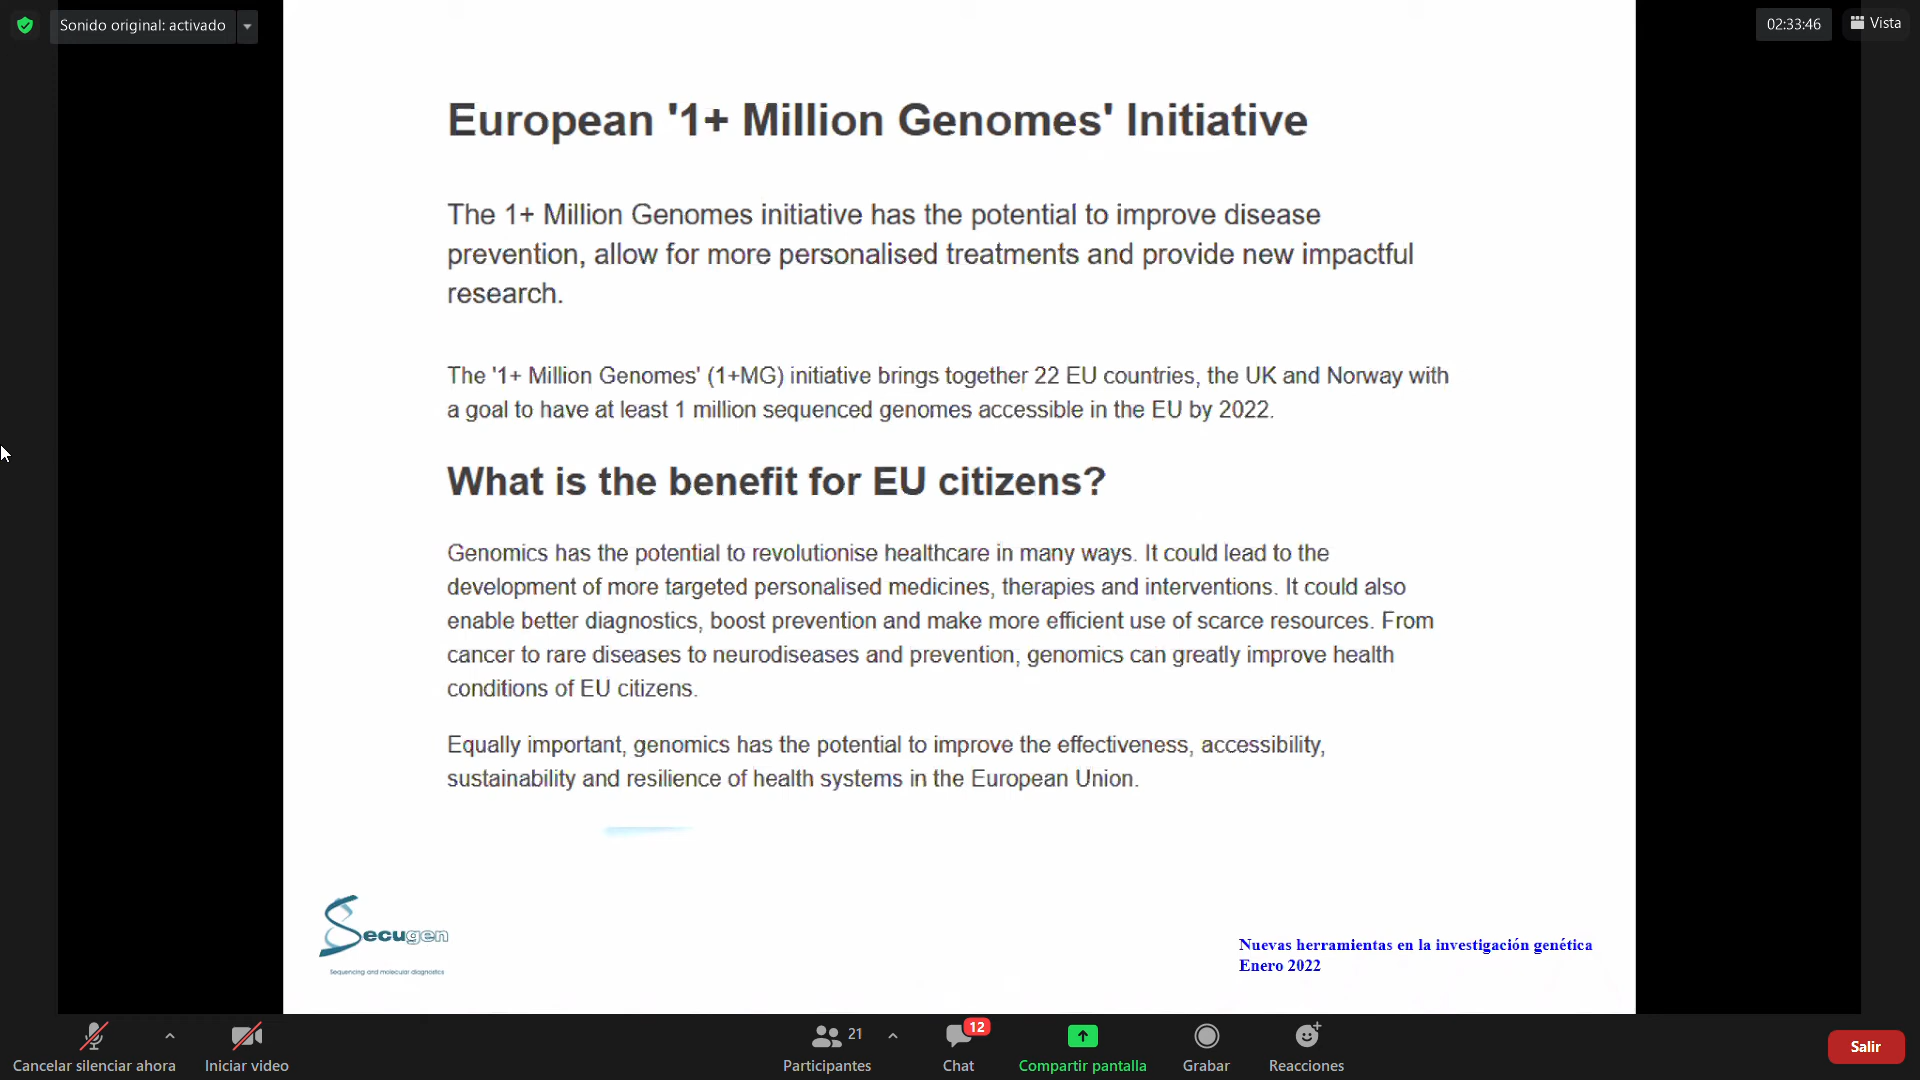 Sonido original: activado
02:33:46
Vista
European '1+ Million Genomes' Initiative
The 1+ Million Genomes initiative has the potential to improve disease
prevention, allow for more personalised treatments and provide new impactful
research.
The '1+ Million Genomes' (1+MG) initiative brings together 22 EU countries, the UK and Norway with
a goal to have at least 1 million sequenced genomes accessible in the EU by 2022.
What is the benefit for EU citizens?
Genomics has the potential to revolutionise healthcare in many ways. It could lead to the
development of more targeted personalised medicines, therapies and interventions. It could also
enable better diagnostics, boost prevention and make more efficient use of scarce resources. From
cancer to rare diseases to neurodiseases and prevention, genomics can greatly improve health
conditions of EU citizens.
Equally important, genomics has the potential to improve the effectiveness, accessibility,
sustainability and resilience of health systems in the European Union.
Secugen
Sequencing and molecular diagnostics
Nuevas herramientas en la investigación genética
Enero 2022
Cancelar silenciar ahora
Iniciar video
21
Participantes
12
Chat
Compartir pantalla
Grabar
Reacciones
Salir